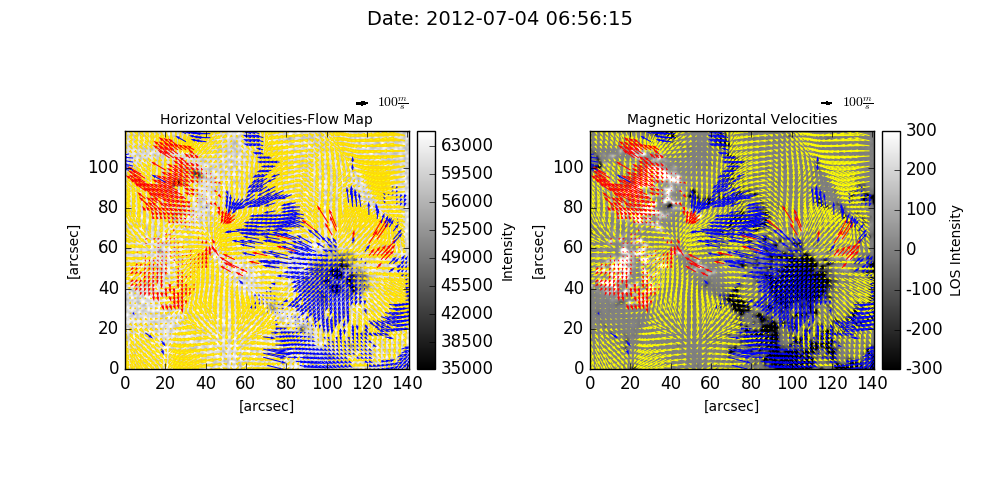 Date: 2012-07-04 06:56:15
100 m/s
Horizontal Velocities-Flow Map
100
80
60
40
20
0
[arcsec]
0 20 40 60 80 100 120 140
[arcsec]
63000
59500
56000
52500
49000
45500
42000
38500
35000
Intensity
100 m/s
Magnetic Horizontal Velocities
100
80
60
40
20
0
[arcsec]
0 20 40 60 80 100 120 140
[arcsec]
300
200
100
0
-100
-200
-300
LOS Intensity